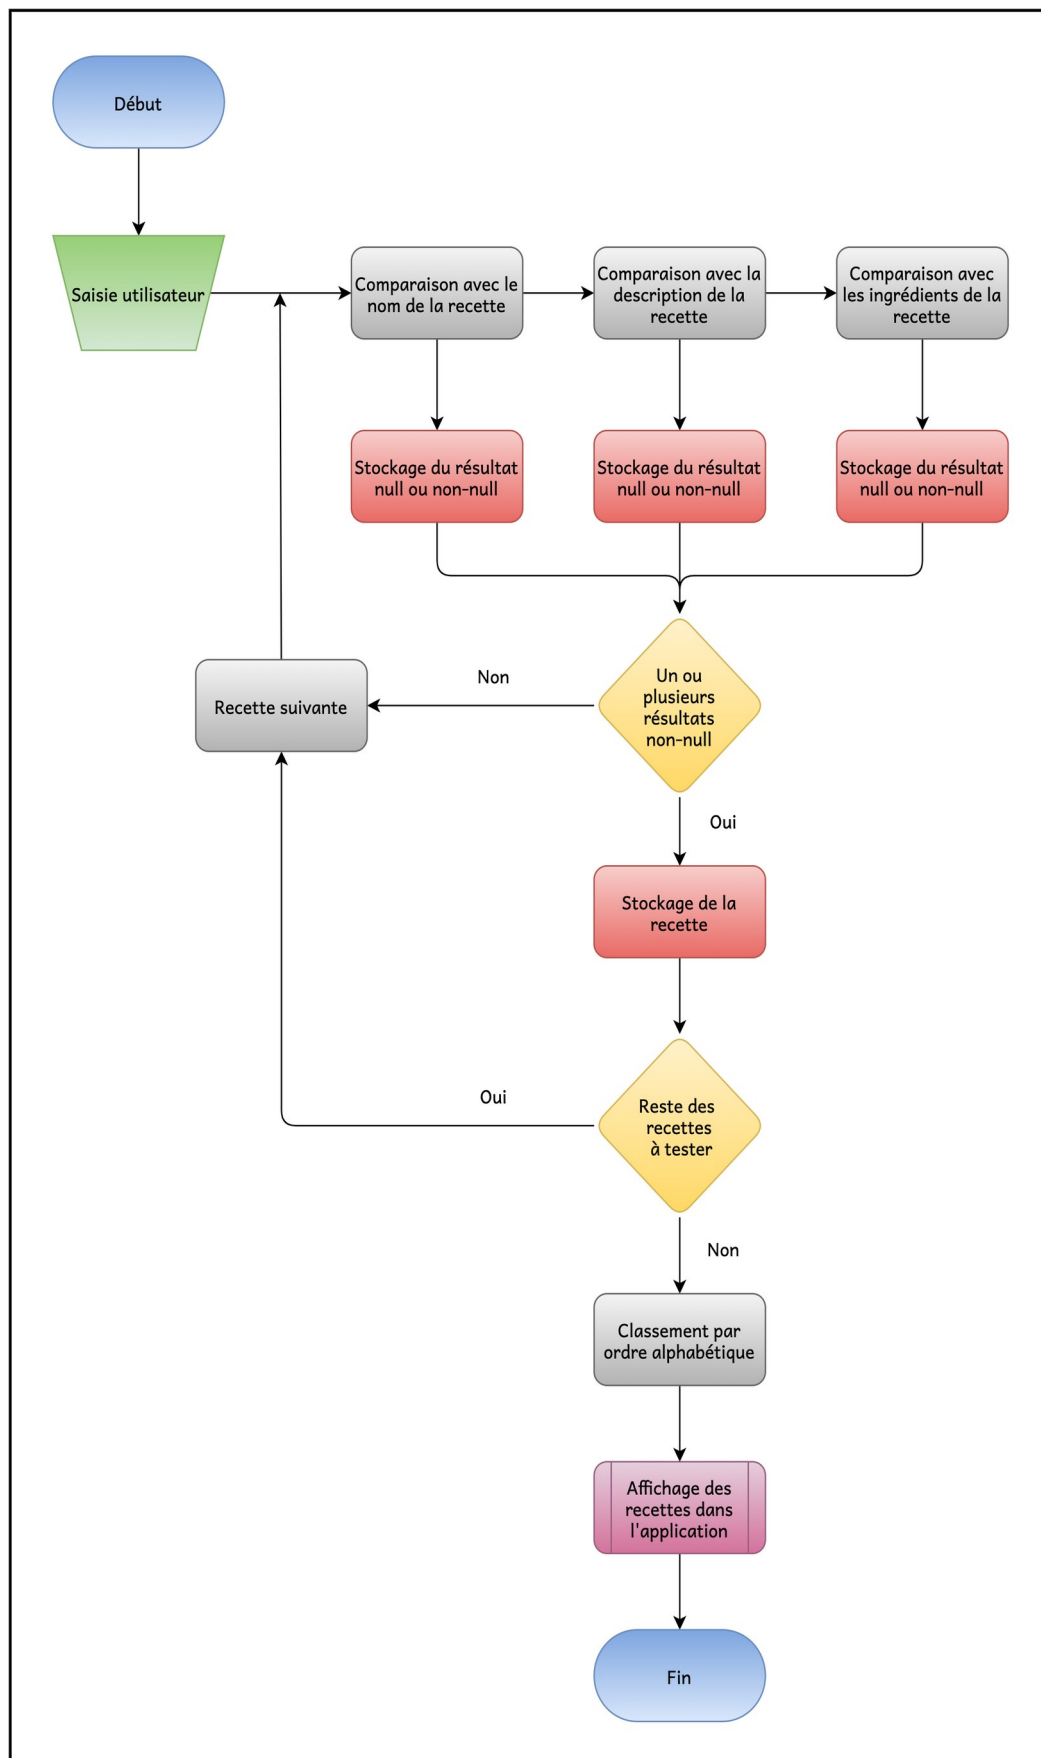 Début
Saisie utilisateur
Comparaison avec le
nom de la recette
Comparaison avec la
description de la
recette
Comparaison avec
les ingrédients de la
recette
Stockage du résultat
null ou non-null
Stockage du résultat
null ou non-null
Stockage du résultat
null ou non-null
Un ou
plusieurs
résultats
non-null
Non
Recette suivante
Oui
Stockage de la
recette
Reste des
recettes
à tester
Oui
Non
Classement par
ordre alphabétique
Affichage des
recettes dans
l'application
Fin